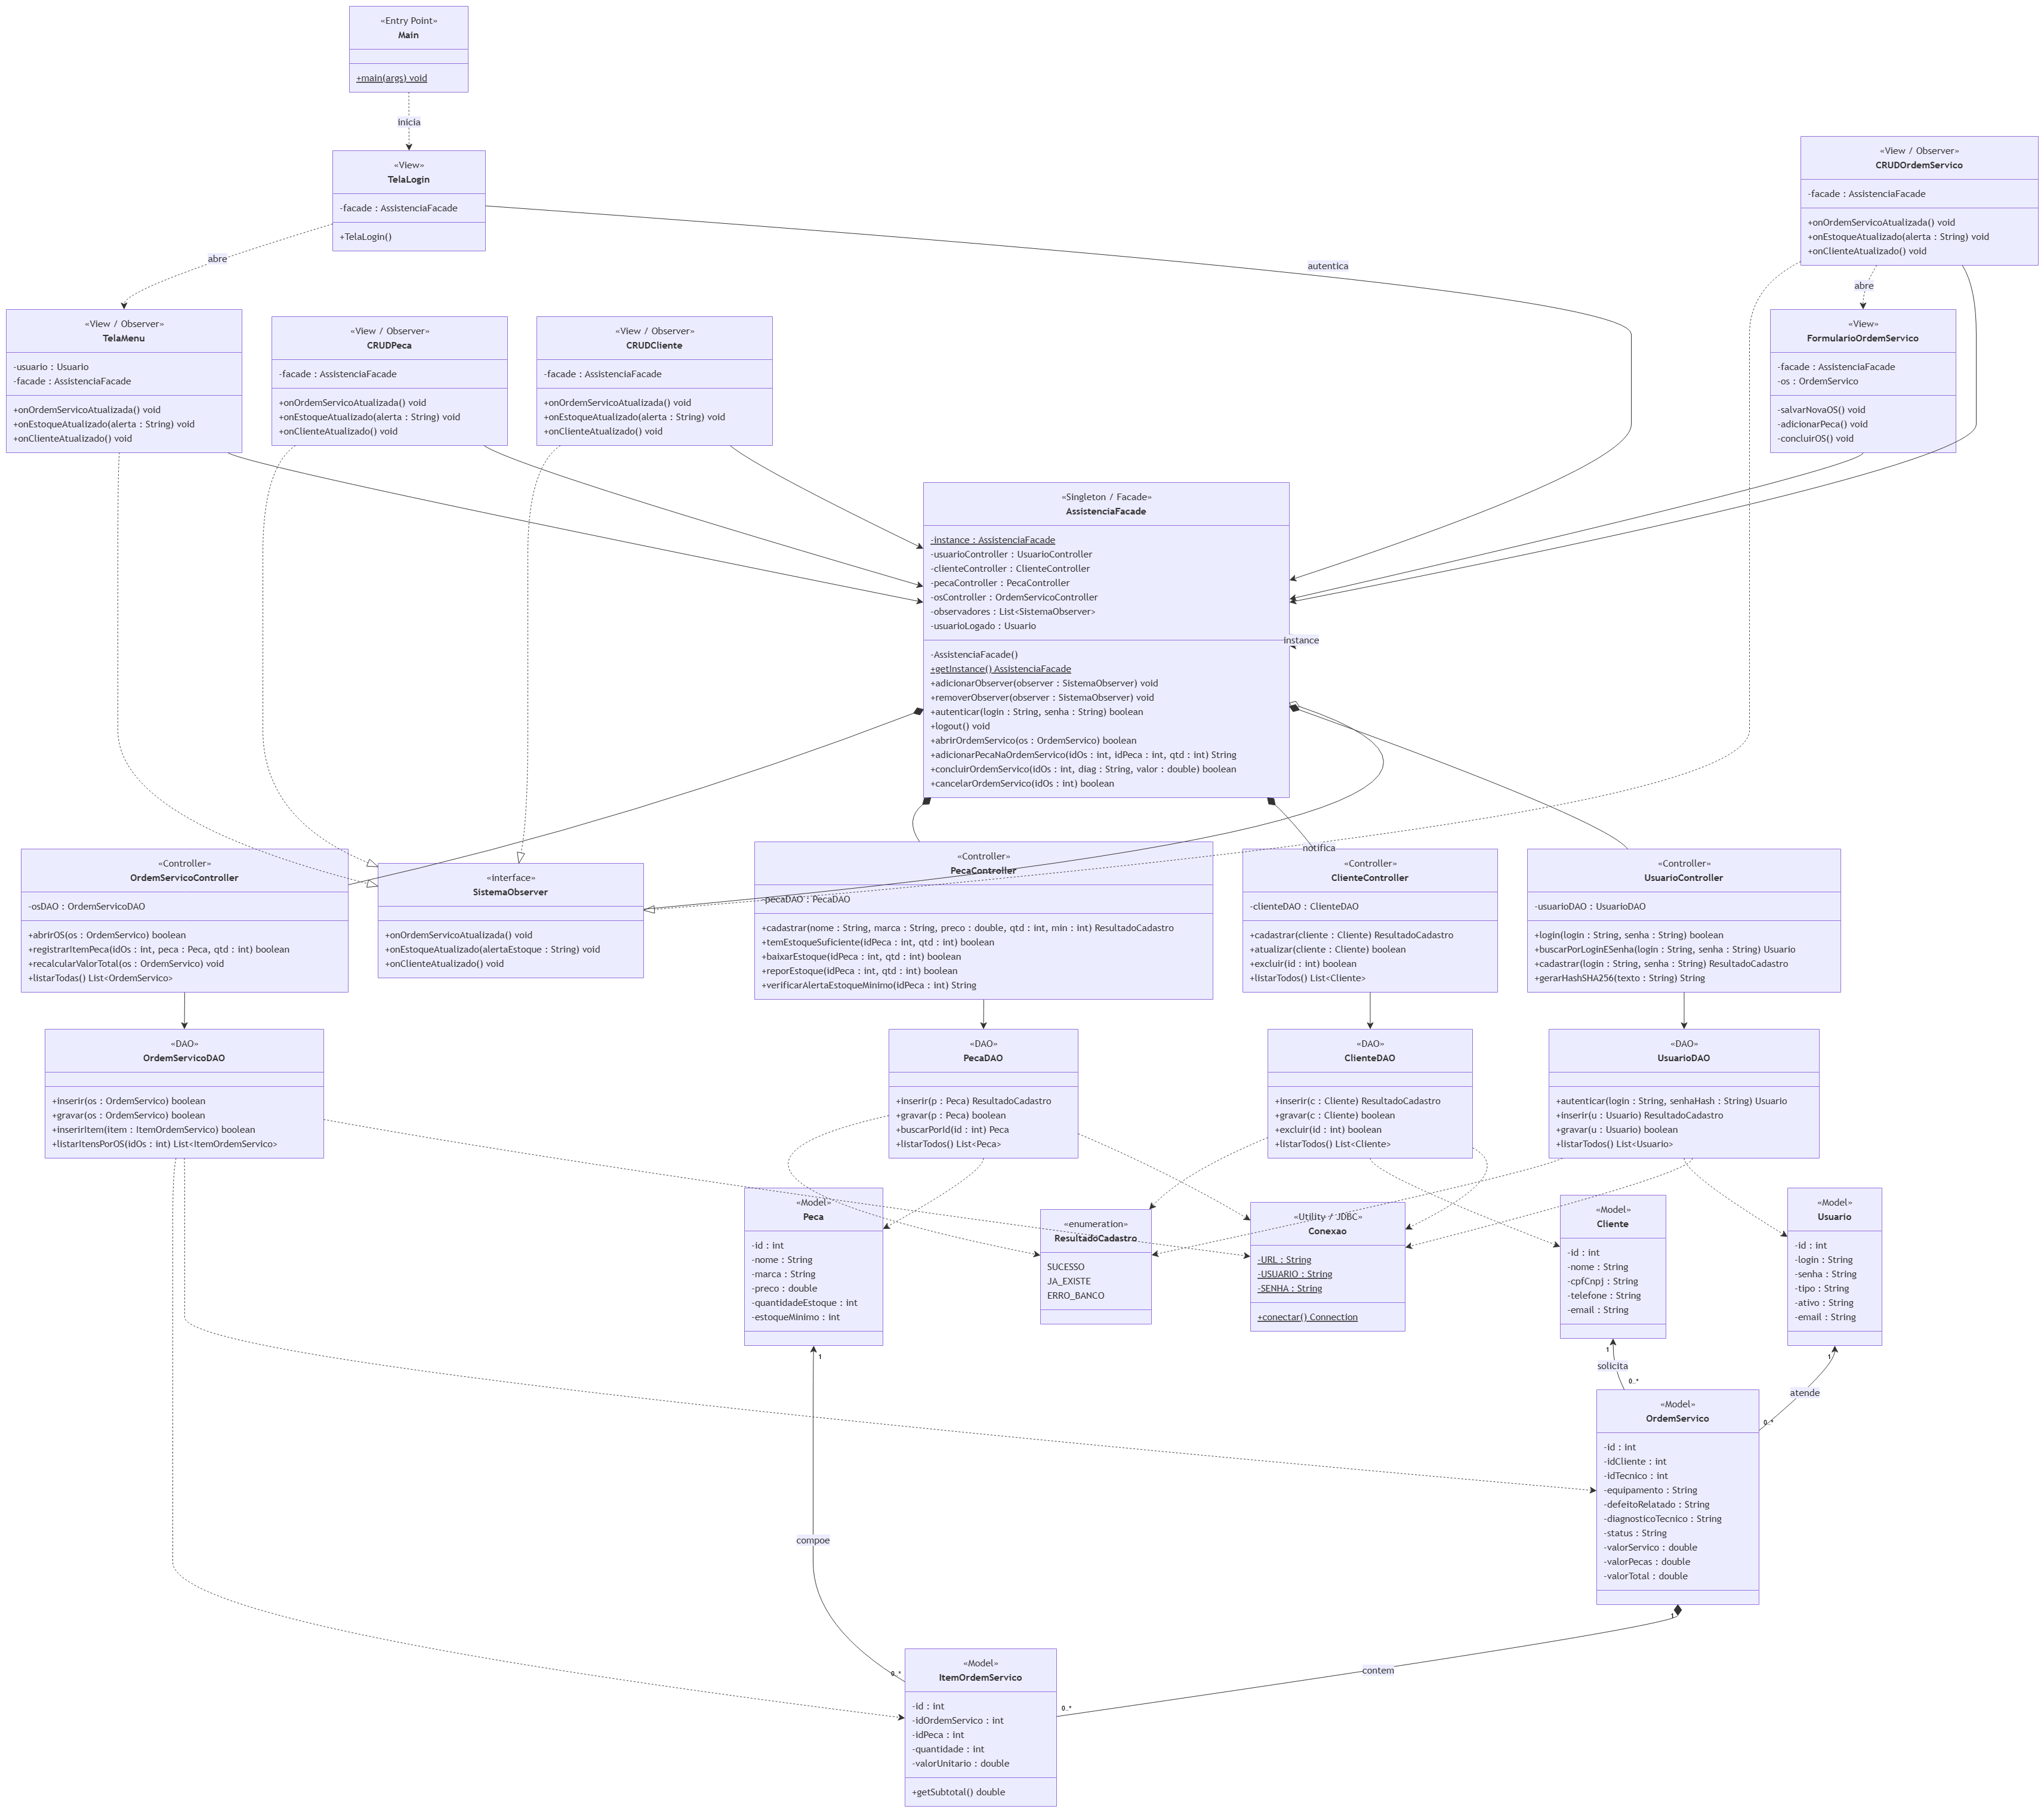 «Entry Point»
Main
+main(args) void
inicia
«View»
TelaLogin
-facade : AssistenciaFacade
+TelaLogin()
«View / Observer»
CRUDOrdemServico
-facade : AssistenciaFacade
+onOrdemServicoAtualizada() void
+onEstoqueAtualizado(alerta : String) void
+onClienteAtualizado() void
abre
autentica
abre
«View / Observer»
TelaMenu
-usuario : Usuario
-facade : AssistenciaFacade
+onOrdemServicoAtualizada() void
+onEstoqueAtualizado(alerta : String) void
+onClienteAtualizado() void
«View / Observer»
CRUDPeca
-facade : AssistenciaFacade
+onOrdemServicoAtualizada() void
+onEstoqueAtualizado(alerta : String) void
+onClienteAtualizado() void
«View / Observer»
CRUDCliente
-facade : AssistenciaFacade
+onOrdemServicoAtualizada() void
+onEstoqueAtualizado(alerta : String) void
+onClienteAtualizado() void
«View»
FormularioOrdemServico
-facade : AssistenciaFacade
-os : OrdemServico
-salvarNovaOS() void
-adicionarPeca() void
-concluirOS() void
«Singleton / Facade»
AssistenciaFacade
-instance : AssistenciaFacade
-usuarioController : UsuarioController
-clienteController : ClienteController
-pecaController : PecaController
-osController : OrdemServicoController
-observadores : List<SistemaObserver>
-usuarioLogado : Usuario
-AssistenciaFacade()
+getInstance() AssistenciaFacade
+adicionarObserver(observer : SistemaObserver) void
+removerObserver(observer : SistemaObserver) void
+autenticar(login : String, senha : String) boolean
+logout() void
+abrirOrdemServico(os : OrdemServico) boolean
+adicionarPecaNaOrdemServico(idOs : int, idPeca : int, qtd : int) String
+concluirOrdemServico(idOs : int, diag : String, valor : double) boolean
+cancelarOrdemServico(idOs : int) boolean
instance
notifica
«Controller»
OrdemServicoController
-osDAO : OrdemServicoDAO
+abrirOS(os : OrdemServico) boolean
+registrarItemPeca(idOs : int, peca : Peca, qtd : int) boolean
+recalcularValorTotal(os : OrdemServico) void
+listarTodas() List<OrdemServico>
«Interface»
SistemaObserver
+onOrdemServicoAtualizada() void
+onEstoqueAtualizado(alertaEstoque : String) void
+onClienteAtualizado() void
«Controller»
PecaController
-pecaDAO : PecaDAO
+cadastrar(nome : String, marca : String, preco : double, qtd : int, min : int) ResultadoCadastro
+temEstoqueSuficiente(idPeca : int, qtd : int) boolean
+baixarEstoque(idPeca : int, qtd : int) boolean
+reporEstoque(idPeca : int, qtd : int) boolean
+verificarAlertaEstoqueMinimo(idPeca : int) String
«Controller»
ClienteController
-clienteDAO : ClienteDAO
+cadastrar(cliente : Cliente) ResultadoCadastro
+atualizar(cliente : Cliente) boolean
+excluir(id : int) boolean
+listarTodos() List<Cliente>
«Controller»
UsuarioController
-usuarioDAO : UsuarioDAO
+login(login : String, senha : String) boolean
+buscarPorLoginESenha(login : String, senha : String) Usuario
+cadastrar(login : String, senha : String) ResultadoCadastro
+gerarHashSHA256(texto : String) String
«DAO»
OrdemServicoDAO
+inserir(os : OrdemServico) boolean
+gravar(os : OrdemServico) boolean
+inserirItem(item : ItemOrdemServico) boolean
+listarItensPorOS(idOs : int) List<ItemOrdemServico>
«DAO»
PecaDAO
+inserir(p : Peca) ResultadoCadastro
+gravar(p : Peca) boolean
+buscarPorId(id : int) Peca
+listarTodos() List<Peca>
«DAO»
ClienteDAO
+inserir(c : Cliente) ResultadoCadastro
+gravar(c : Cliente) boolean
+excluir(id : int) boolean
+listarTodos() List<Cliente>
«DAO»
UsuarioDAO
+autenticar(login : String, senhaHash : String) Usuario
+inserir(u : Usuario) ResultadoCadastro
+gravar(u : Usuario) boolean
+listarTodos() List<Usuario>
«Model»
Peca
-id : int
-nome : String
-marca : String
-preco : double
-quantidadeEstoque : int
-estoqueMinimo : int
«enumeration»
ResultadoCadastro
SUCESSO
JA_EXISTE
ERRO_BANCO
«Utility / JDBC»
Conexao
-URL : String
-USUARIO : String
-SENHA : String
+conectar() Connection
«Model»
Cliente
-id : int
-nome : String
-cpfCnpj : String
-telefone : String
-email : String
«Model»
Usuario
-id : int
-login : String
-senha : String
-tipo : String
-ativo : String
-email : String
1
1
1
solicita
0..*
atende
0..*
«Model»
OrdemServico
-id : int
-idCliente : int
-idTecnico : int
-equipamento : String
-defeitoRelatado : String
-diagnosticoTecnico : String
-status : String
-valorServico : double
-valorPecas : double
-valorTotal : double
compoe
1
0..*
contem
0..*
«Model»
ItemOrdemServico
-id : int
-idOrdemServico : int
-idPeca : int
-quantidade : int
-valorUnitario : double
+getSubtotal() double